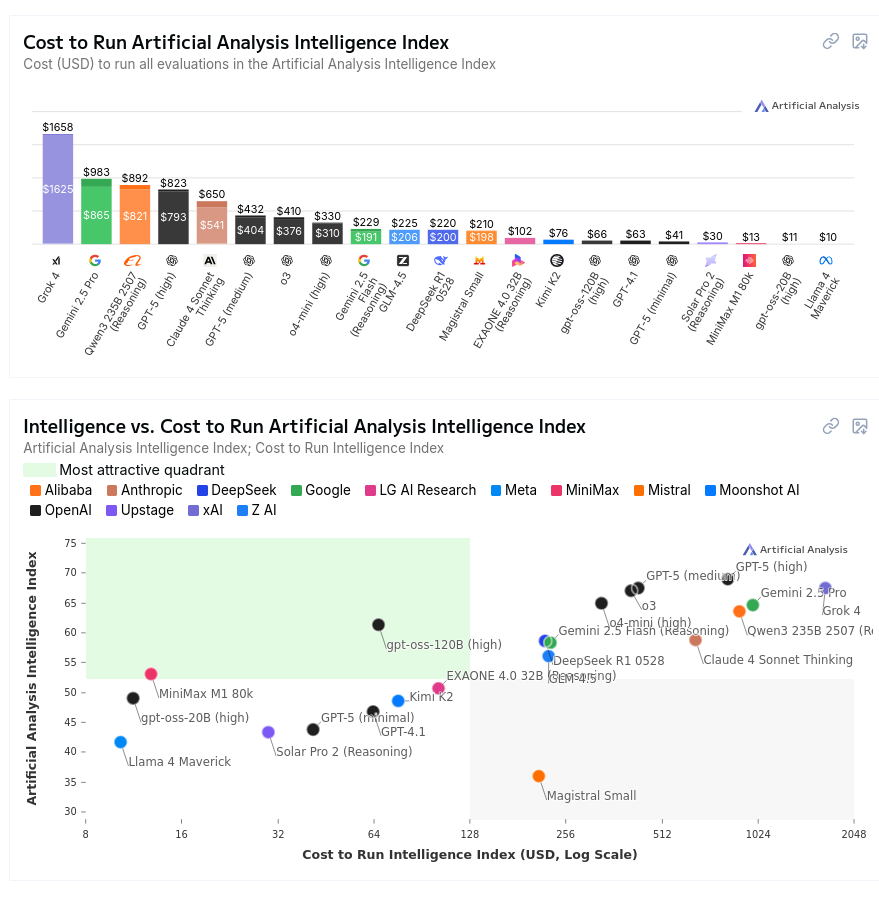 Cost to Run Artificial Analysis Intelligence Index
Cost (USD) to run all evaluations in the Artificial Analysis Intelligence Index
Artificial Analysis
$1658
$983
$892
$823
$650
$432
$410
$330
$229
$225
$220
$210
$102
$76
$66
$63
$41
$30
$13
$11
$10
$1625
$865
$821
$793
$541
$404
$376
$310
$191
$206
$200
$198
Grok 4
Gemini 2.5 Pro
Qwen3 235B 2507
(Reasoning)
GPT-5 (high)
Claude 4 Sonnet
Thinking
GPT-5 (medium)
o3
o4-mini (high)
Gemini 2.5
Flash
(Reasoning)
GLM-4.5
DeepSeek R1
0528
Magistral Small
EXAONE 4.0 32B
(Reasoning)
Kimi K2
gpt-oss-120B
(high)
GPT-4.1
GPT-5 (minimal)
Solar Pro 2
(Reasoning)
MiniMax M1 80k
gpt-oss-20B
(high)
Llama 4
Maverick
Intelligence vs. Cost to Run Artificial Analysis Intelligence Index
Artificial Analysis Intelligence Index; Cost to Run Intelligence Index
Most attractive quadrant
Alibaba
Anthropic
DeepSeek
Google
LG AI Research
Meta
MiniMax
Mistral
Moonshot AI
OpenAI
Upstage
xAI
Z AI
Artificial Analysis Intelligence Index
75
70
65
60
55
50
45
40
35
30
Artificial Analysis
GPT-5 (high)
GPT-5 (medium)
Gemini 2.5 Pro
o3
Grok 4
o4-mini (high)
Gemini 2.5 Flash (Reasoning)
Qwen3 235B 2507 (Re
gpt-oss-120B (high)
DeepSeek R1 0528
Claude 4 Sonnet Thinking
EXAONE 4.0 32B (Reasoning)
GLM-4.5
MiniMax M1 80k
Kimi K2
gpt-oss-20B (high)
GPT-5 (minimal)
GPT-4.1
Solar Pro 2 (Reasoning)
Llama 4 Maverick
Magistral Small
8
16
32
64
128
256
512
1024
2048
Cost to Run Intelligence Index (USD, Log Scale)